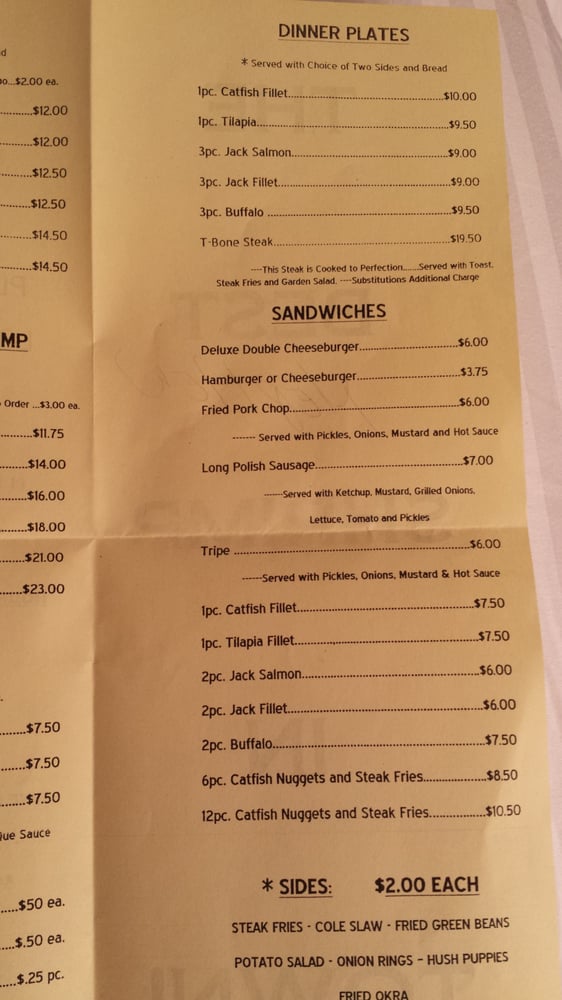 d
o...$2.00 ea.
...........$12.00
...........$12.00
...........$12.50
...........$12.50
...........$14.50
...........$14.50
MP
Order ...$3.00 ea.
..........$11.75
..........$14.00
..........$16.00
..........$18.00
.........$21.00
.........$23.00
.
........$7.50
........$7.50
........$7.50
que Sauce
.....$50 ea.
....$.50 ea.
....$.25 pc.
DINNER PLATES
* Served with Choice of Two Sides and Bread
1pc. Catfish Fillet..........................................$10.00
1pc. Tilapia....................................................$9.50
3pc. Jack Salmon..........................................$9.00
3pc. Jack Fillet..............................................$9.00
3pc. Buffalo .................................................$9.50
T-Bone Steak...............................................$19.50
----This Steak is Cooked to Perfection......Served with Toast,
Steak Fries and Garden Salad. ----Substitutions Additional Charge
SANDWICHES
Deluxe Double Cheeseburger..........................$6.00
Hamburger or Cheeseburger...........................$3.75
Fried Pork Chop.............................................$6.00
------- Served with Pickles, Onions, Mustard and Hot Sauce
Long Polish Sausage.......................................$7.00
------Served with Ketchup, Mustard, Grilled Onions,
Lettuce, Tomato and Pickles
Tripe ..............................................................$6.00
------Served with Pickles, Onions, Mustard & Hot Sauce
1pc. Catfish Fillet..............................................$7.50
1pc. Tilapia Fillet...............................................$7.50
2pc. Jack Salmon..............................................$6.00
2pc. Jack Fillet...................................................$6.00
2pc. Buffalo.......................................................$7.50
6pc. Catfish Nuggets and Steak Fries.................$8.50
12pc. Catfish Nuggets and Steak Fries...............$10.50
* SIDES: $2.00 EACH
STEAK FRIES - COLE SLAW - FRIED GREEN BEANS
POTATO SALAD - ONION RINGS - HUSH PUPPIES
FRIED OKRA